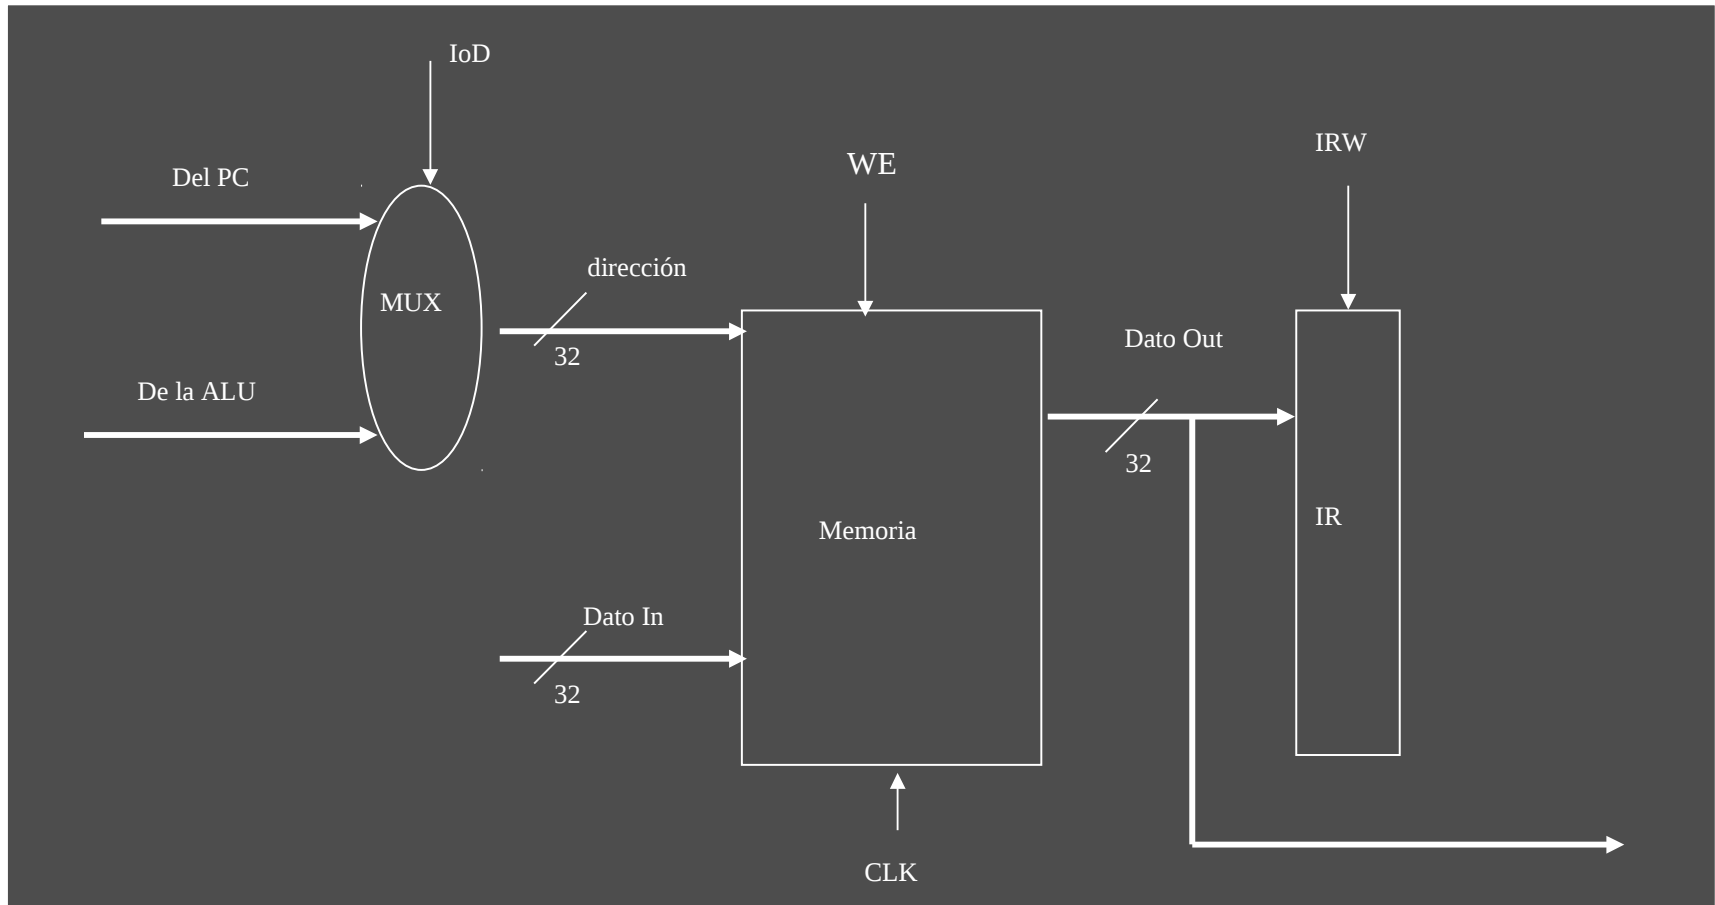 IoD
IRW
WE
Del PC
dirección
MUX
Dato Out
32
De la ALU
32
IR
Memoria
Dato In
32
CLK